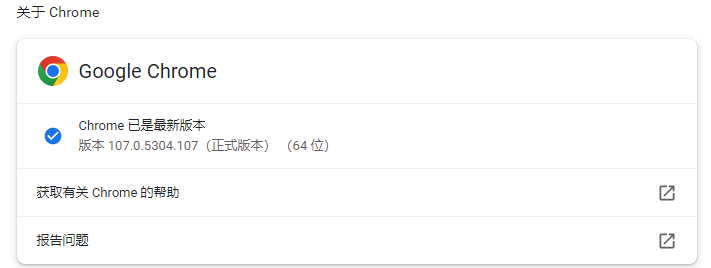 关于 Chrome
Google Chrome
Chrome 已是最新版本
版本 107.0.5304.107（正式版本） （64 位）
获取有关 Chrome 的帮助
报告问题